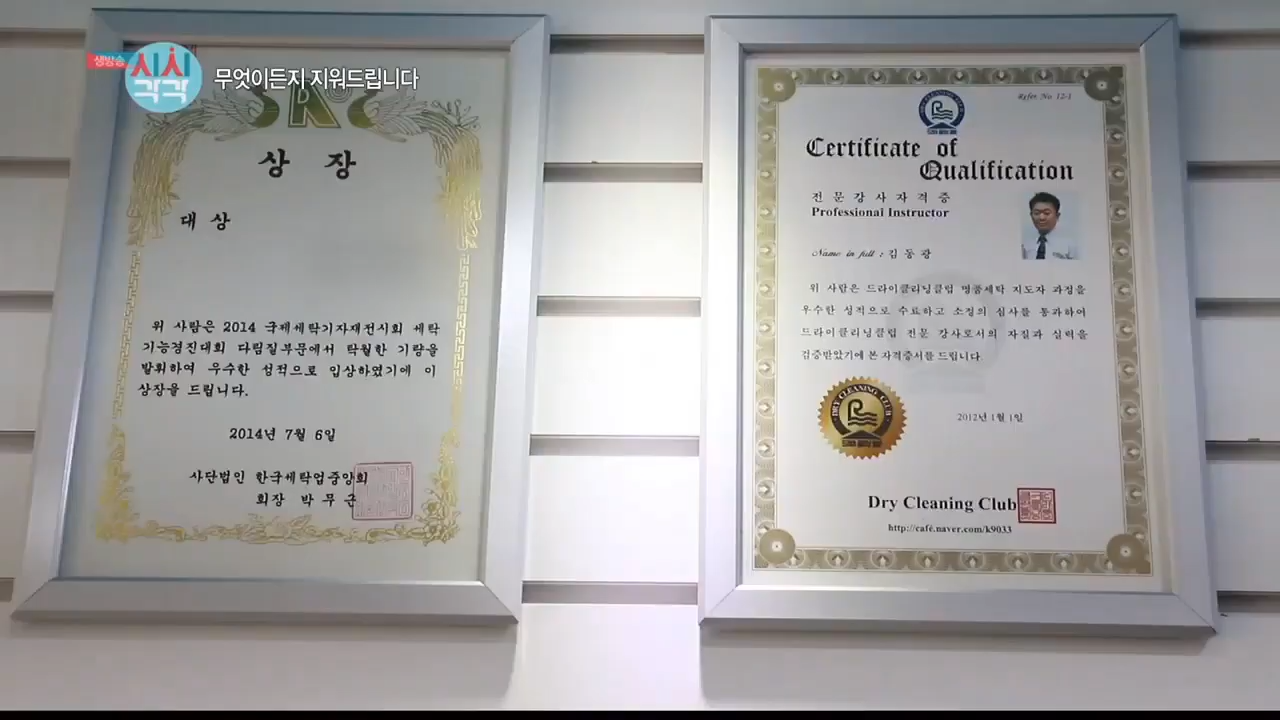 생방송
시시각각
무엇이든지 지워드립니다
상 장
대 상
위 사람은 2014 국제세탁기자재전시회 세탁
기능경진대회 다림질부문에서 탁월한 기량을
발휘하여 우수한 성적으로 입상하였기에 이
상장을 드립니다.
2014년 7월 6일
사단법인 한국세탁업중앙회
회장 박 무 근
Refer. No. 12-1
Certificate of
Qualification
전 문 강 사 자 격 증
Professional Instructor
Name in full : 김 동 광
위 사람은 드라이클리닝클럽 명품세탁 지도자 과정을
우수한 성적으로 수료하고 소정의 심사를 통과하여
드라이클리닝클럽 전문 강사로서의 자질과 실력을
검증받았기에 본 자격증서를 드립니다.
DRY CLEANING CLUB
2012년 1월 1일
Dry Cleaning Club
http://café.naver.com/k9033